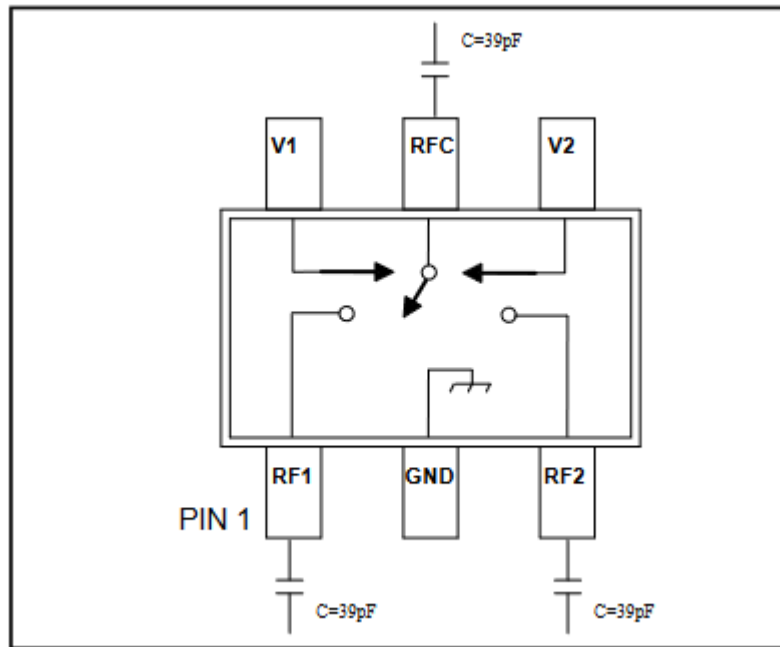 C=39pF
V1
RFC
V2
RF1
GND
RF2
PIN 1
C=39pF
C=39pF